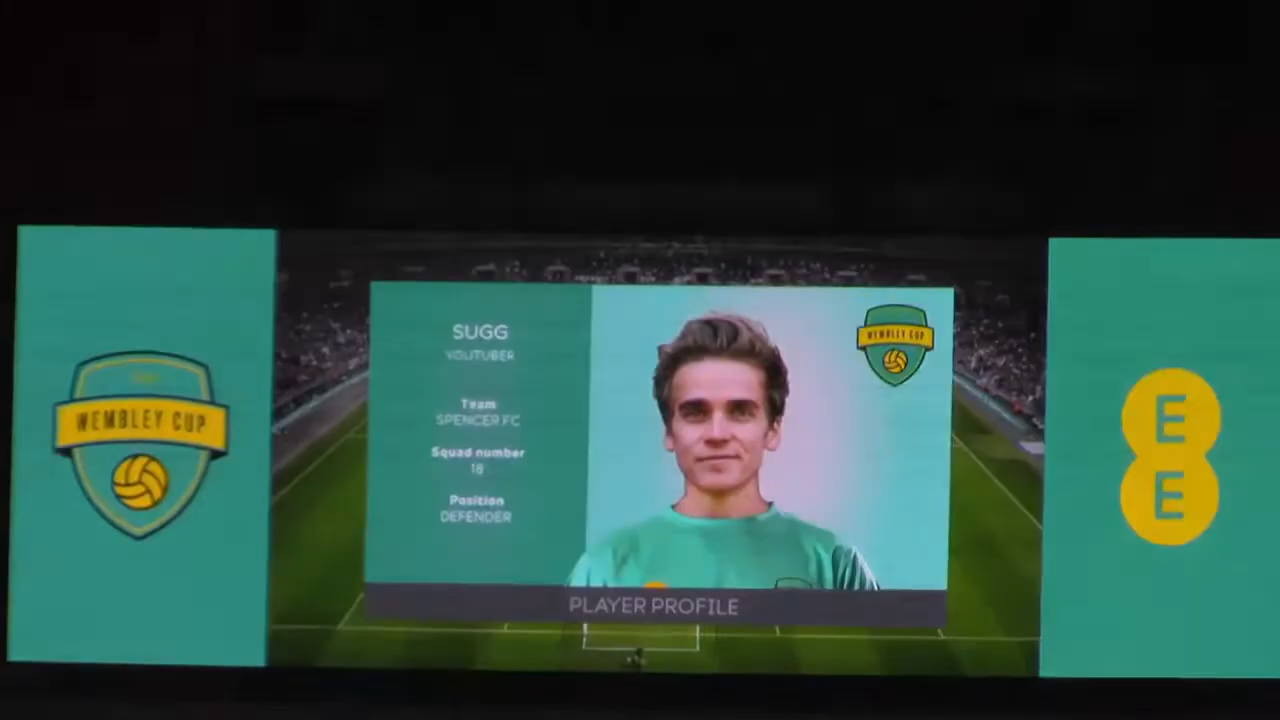 SUGG
YOUTUBER
Team
SPENCER FC
Squad number
18
Position
DEFENDER
WEMBLEY CUP
WEMBLEY CUP
E
E
PLAYER PROFILE